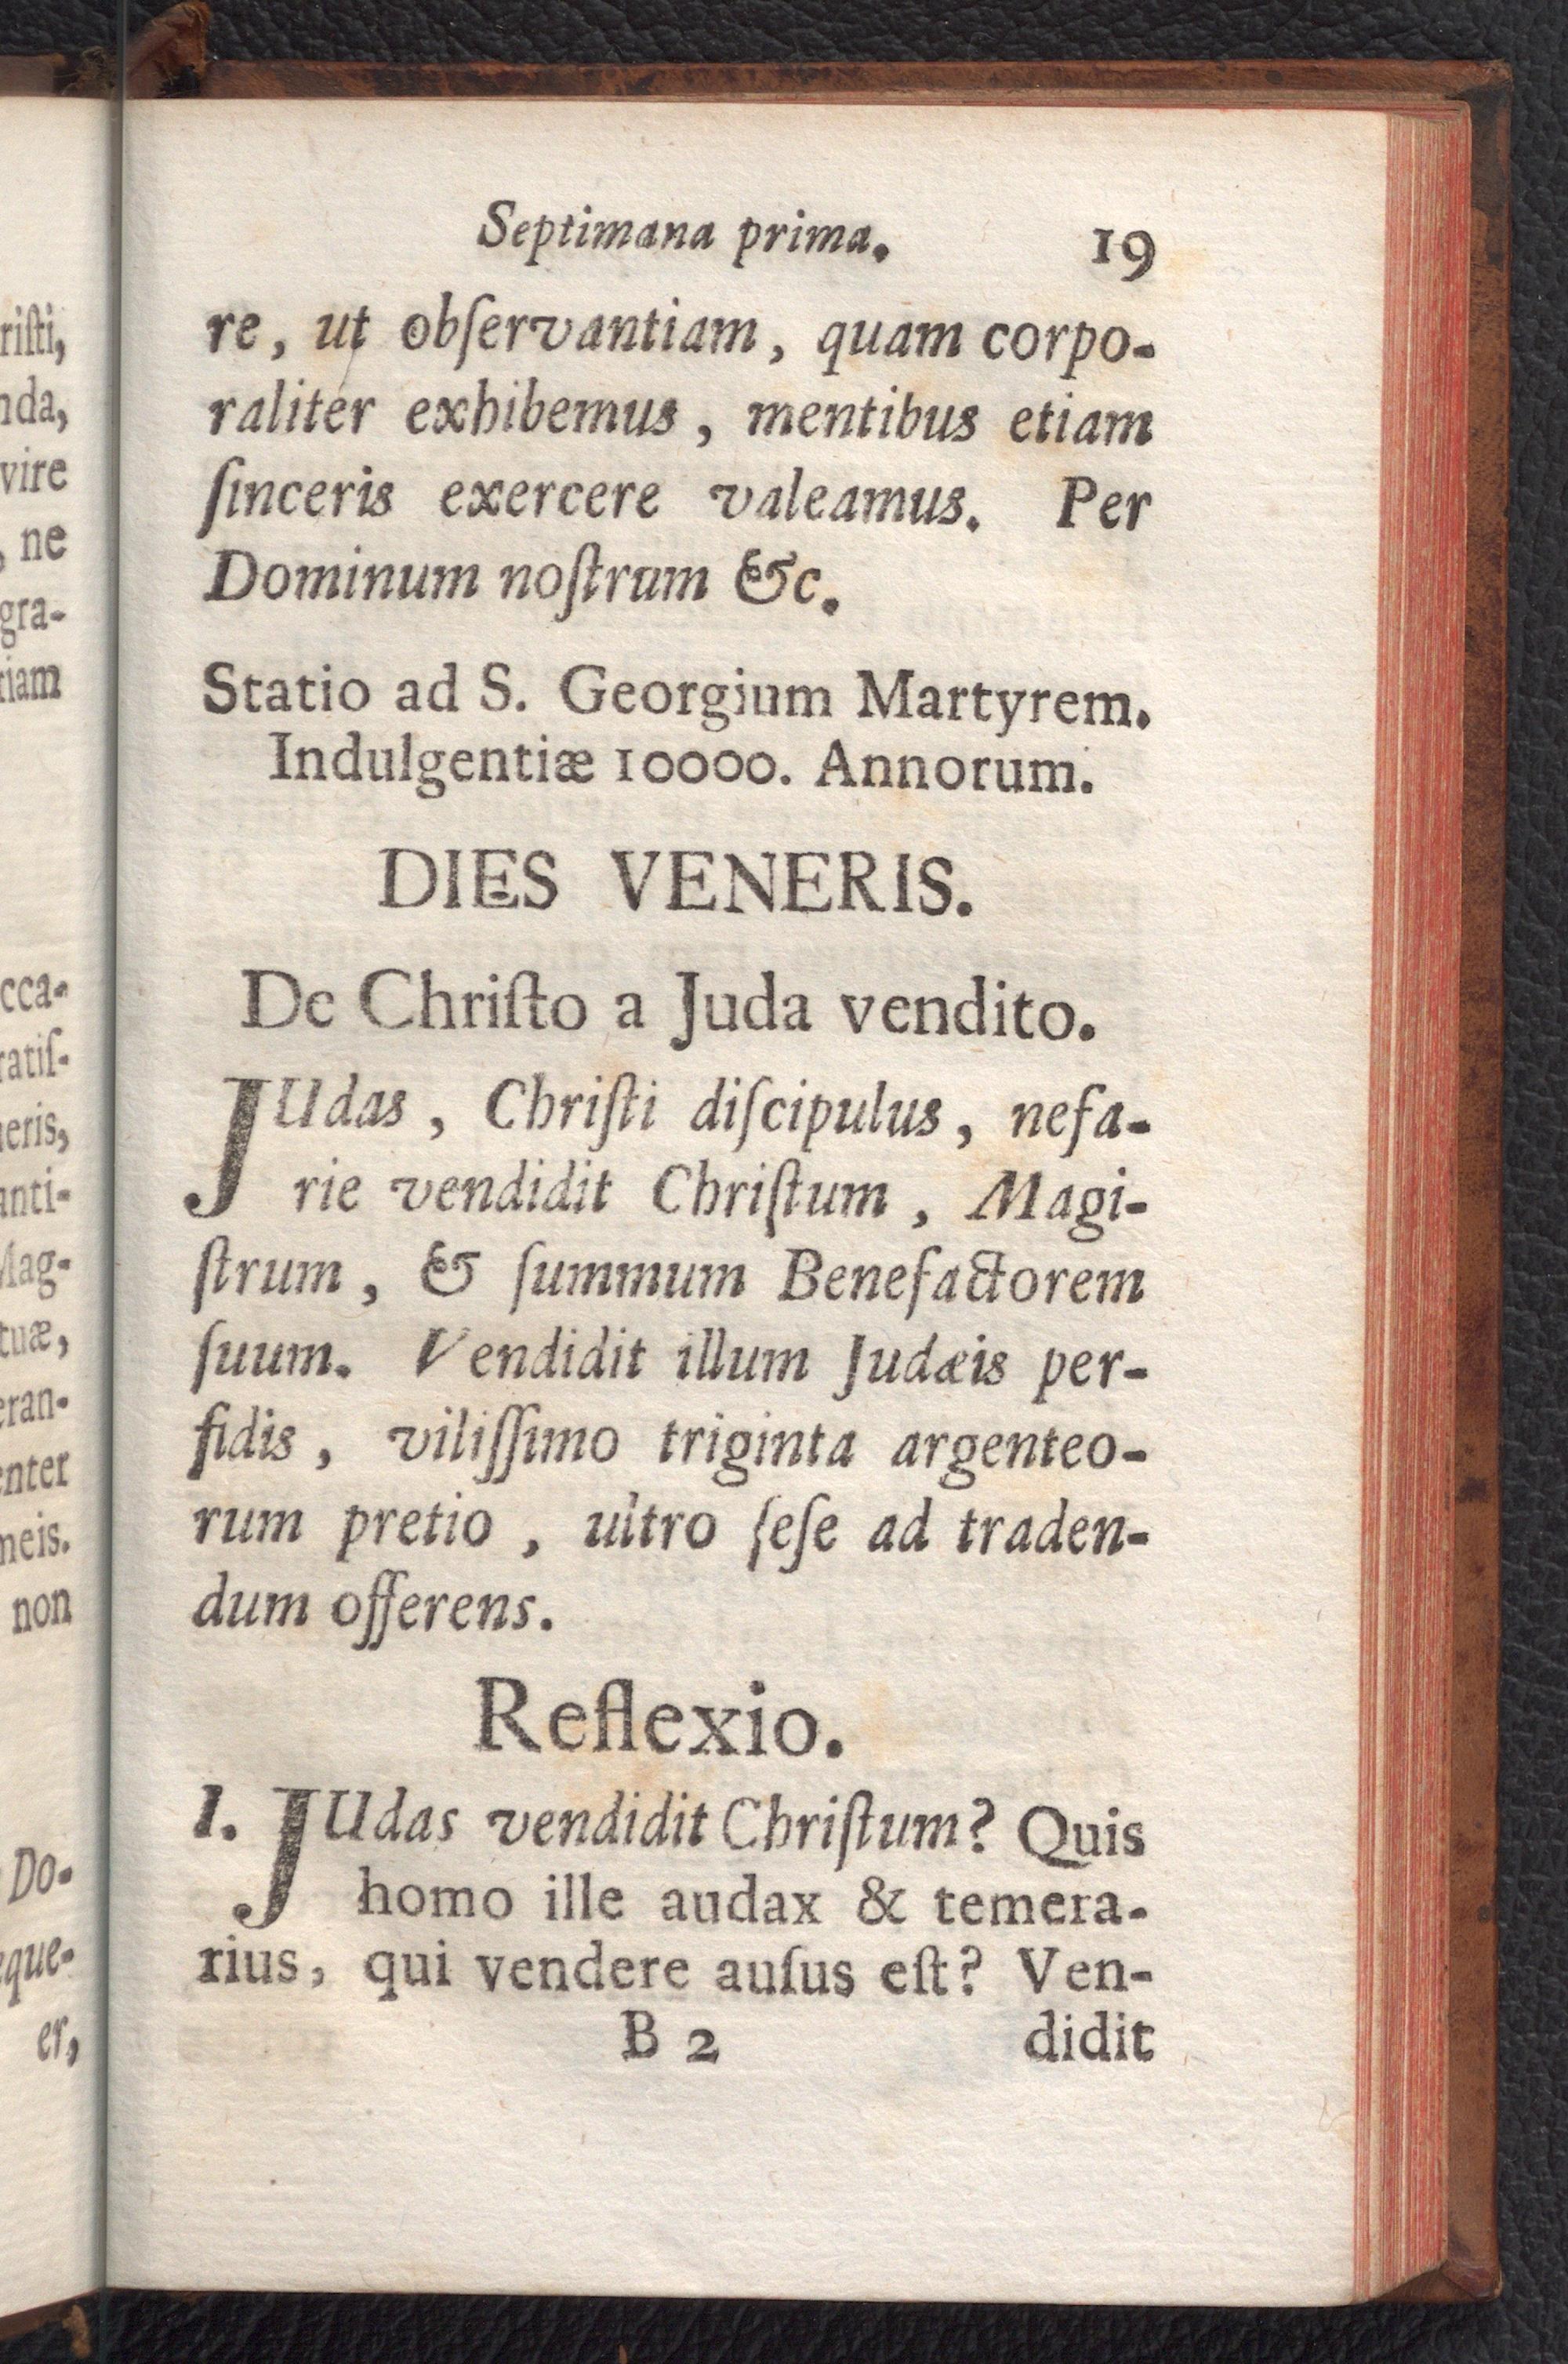 Septimana prima. 19
re, ut obſervantiam, quam corpo-
raliter exhibemus, mentibus etiam
ſinceris exercere valeamus. Per
Dominum noſtrum &c.
Statio ad S. Georgium Martyrem.
Indulgentiæ 10000. Annorum.
DIES VENERIS.
De Chriſto a Juda vendito.
JUdas, Chriſti diſcipulus, nefa-
rie vendidit Chriſtum, Magi-
ſtrum, & ſummum Benefactorem
ſuum. Vendidit illum Judæis per-
fidis, viliſſimo triginta argenteo-
rum pretio, ultro ſeſe ad traden-
dum offerens.
Reflexio.
I. JUdas vendidit Chriſtum? Quis
homo ille audax & temera-
rius, qui vendere auſus eſt? Ven-
B 2 didit